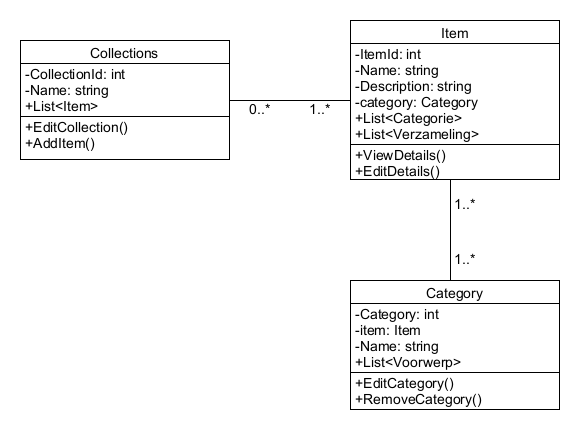 Collections
-CollectionId: int
-Name: string
+List<Item>
+EditCollection()
+AddItem()
0..*
1..*
Item
-ItemId: int
-Name: string
-Description: string
-category: Category
+List<Categorie>
+List<Verzameling>
+ViewDetails()
+EditDetails()
1..*
1..*
Category
-Category: int
-item: Item
-Name: string
+List<Voorwerp>
+EditCategory()
+RemoveCategory()